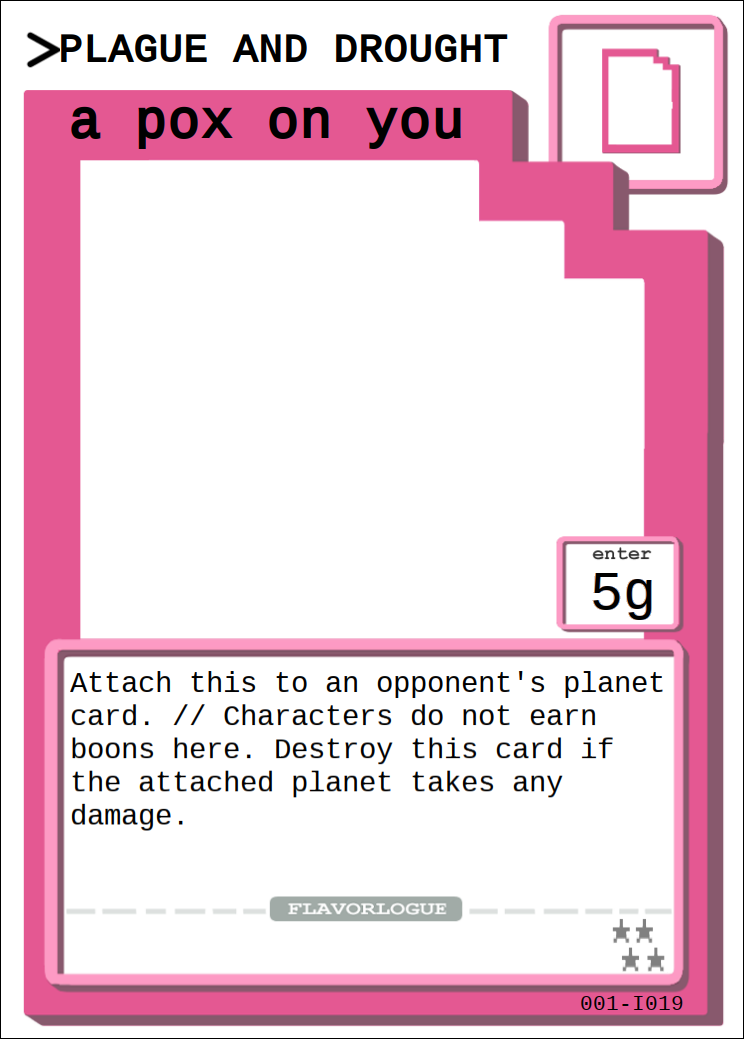 >PLAGUE AND DROUGHT
a pox on you
enter
5g
Attach this to an opponent's planet
card. // Characters do not earn
boons here. Destroy this card if
the attached planet takes any
damage.
FLAVORLOGUE
001-I019